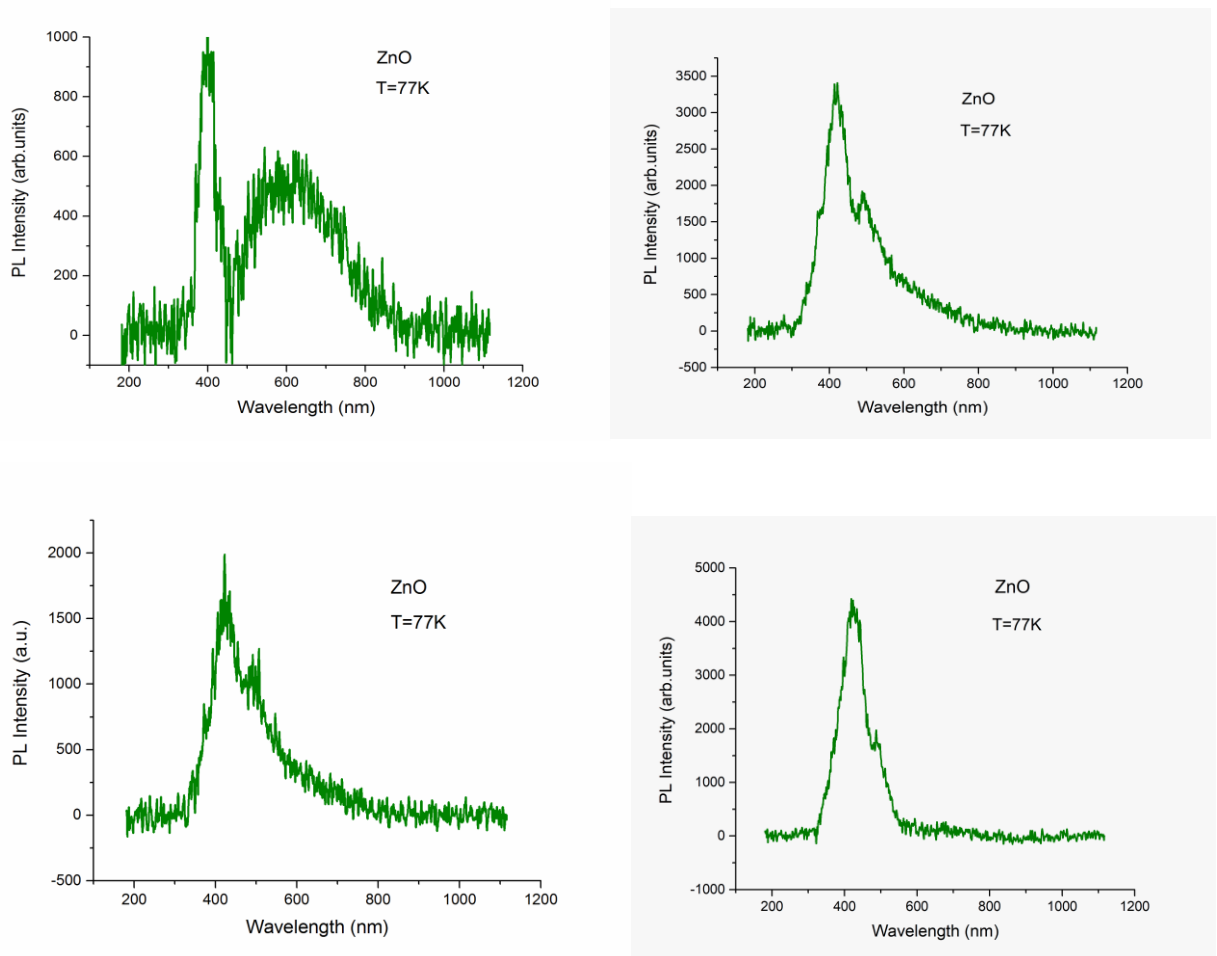 1000
800
600
400
200
0
200 400 600 800 1000 1200
PL Intensity (arb.units)
Wavelength (nm)
ZnO
T=77K
3500
3000
2500
2000
1500
1000
500
0
-500
200 400 600 800 1000 1200
PL Intensity (arb.units)
Wavelength (nm)
ZnO
T=77K
2000
1500
1000
500
0
-500
200 400 600 800 1000 1200
PL Intensity (a.u.)
Wavelength (nm)
ZnO
T=77K
5000
4000
3000
2000
1000
0
-1000
200 400 600 800 1000 1200
PL Intensity (arb.units)
Wavelength (nm)
ZnO
T=77K